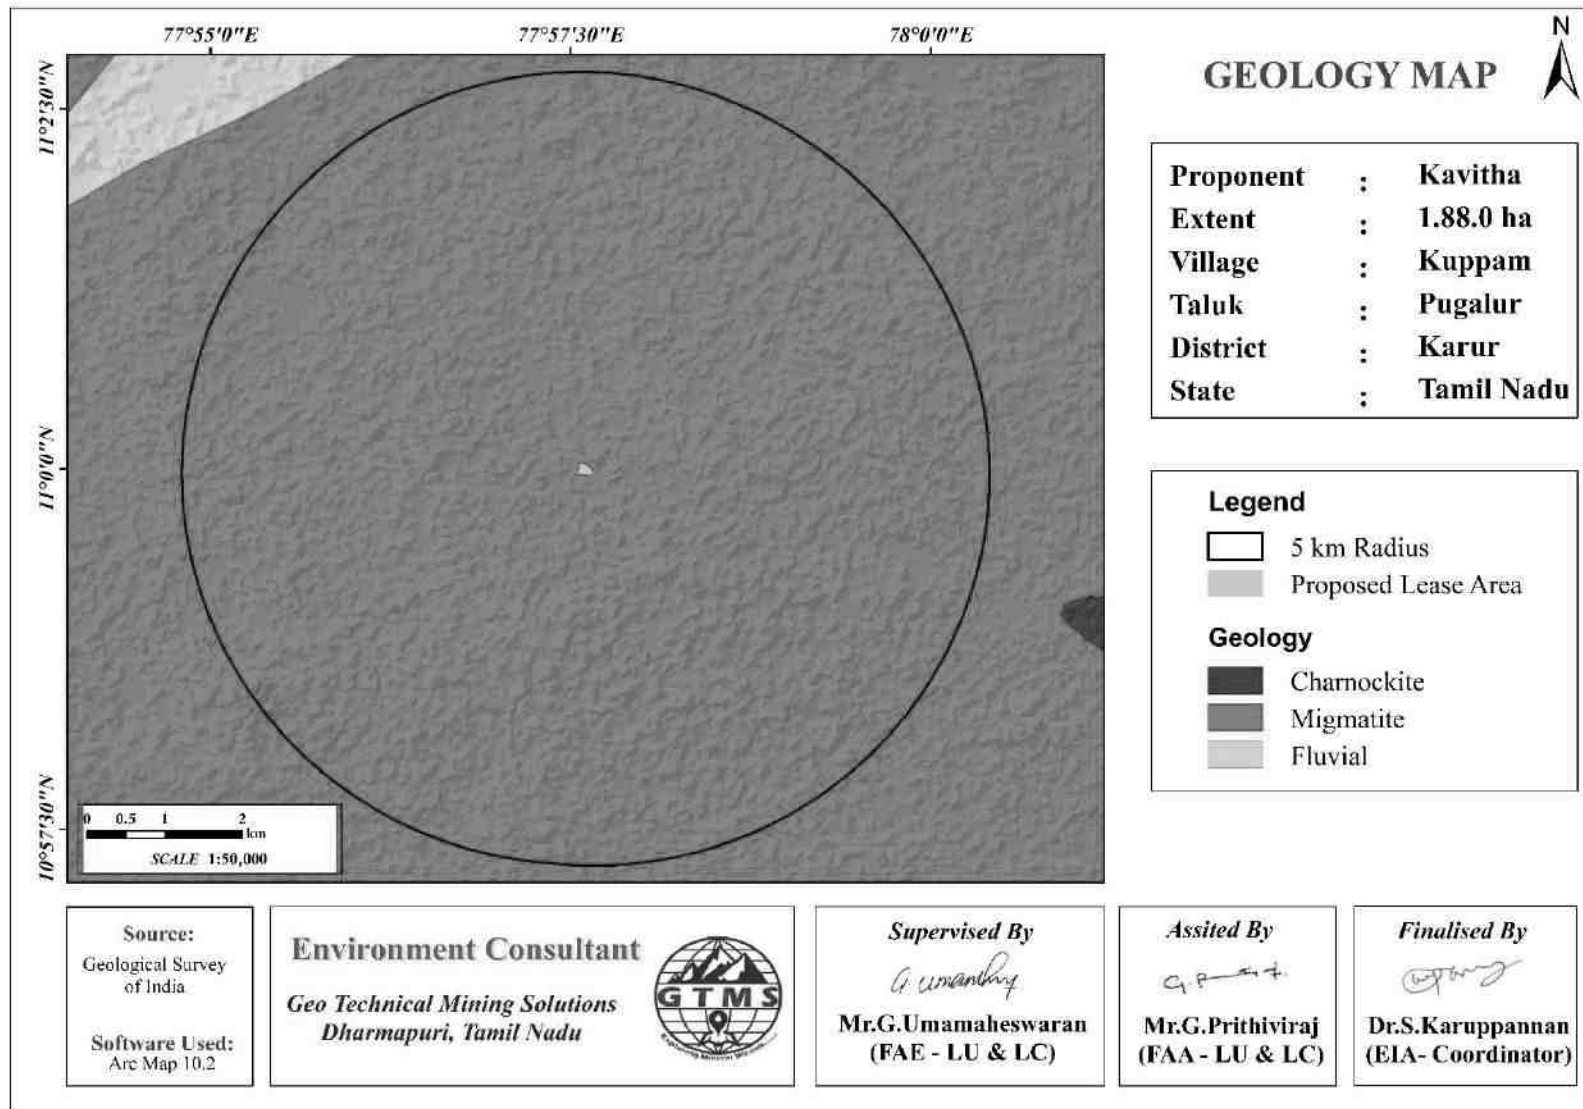 77°55'0"E
77°57'30"E
78°0'0"E
N
11°2'30"N
11°0'0"N
10°57'30"N
0 0.5 1 2
km
SCALE 1:50,000
GEOLOGY MAP
Proponent : Kavitha
Extent : 1.88.0 ha
Village : Kuppam
Taluk : Pugalur
District : Karur
State : Tamil Nadu
Legend
5 km Radius
Proposed Lease Area
Geology
Charnockite
Migmatite
Fluvial
Source:
Geological Survey
of India
Software Used:
Arc Map 10.2
Environment Consultant
Geo Technical Mining Solutions
Dharmapuri, Tamil Nadu
GTMS
Supervised By
Mr.G.Umamaheswaran
(FAE - LU & LC)
Assited By
Mr.G.Prithiviraj
(FAA - LU & LC)
Finalised By
Dr.S.Karuppannan
(EIA- Coordinator)